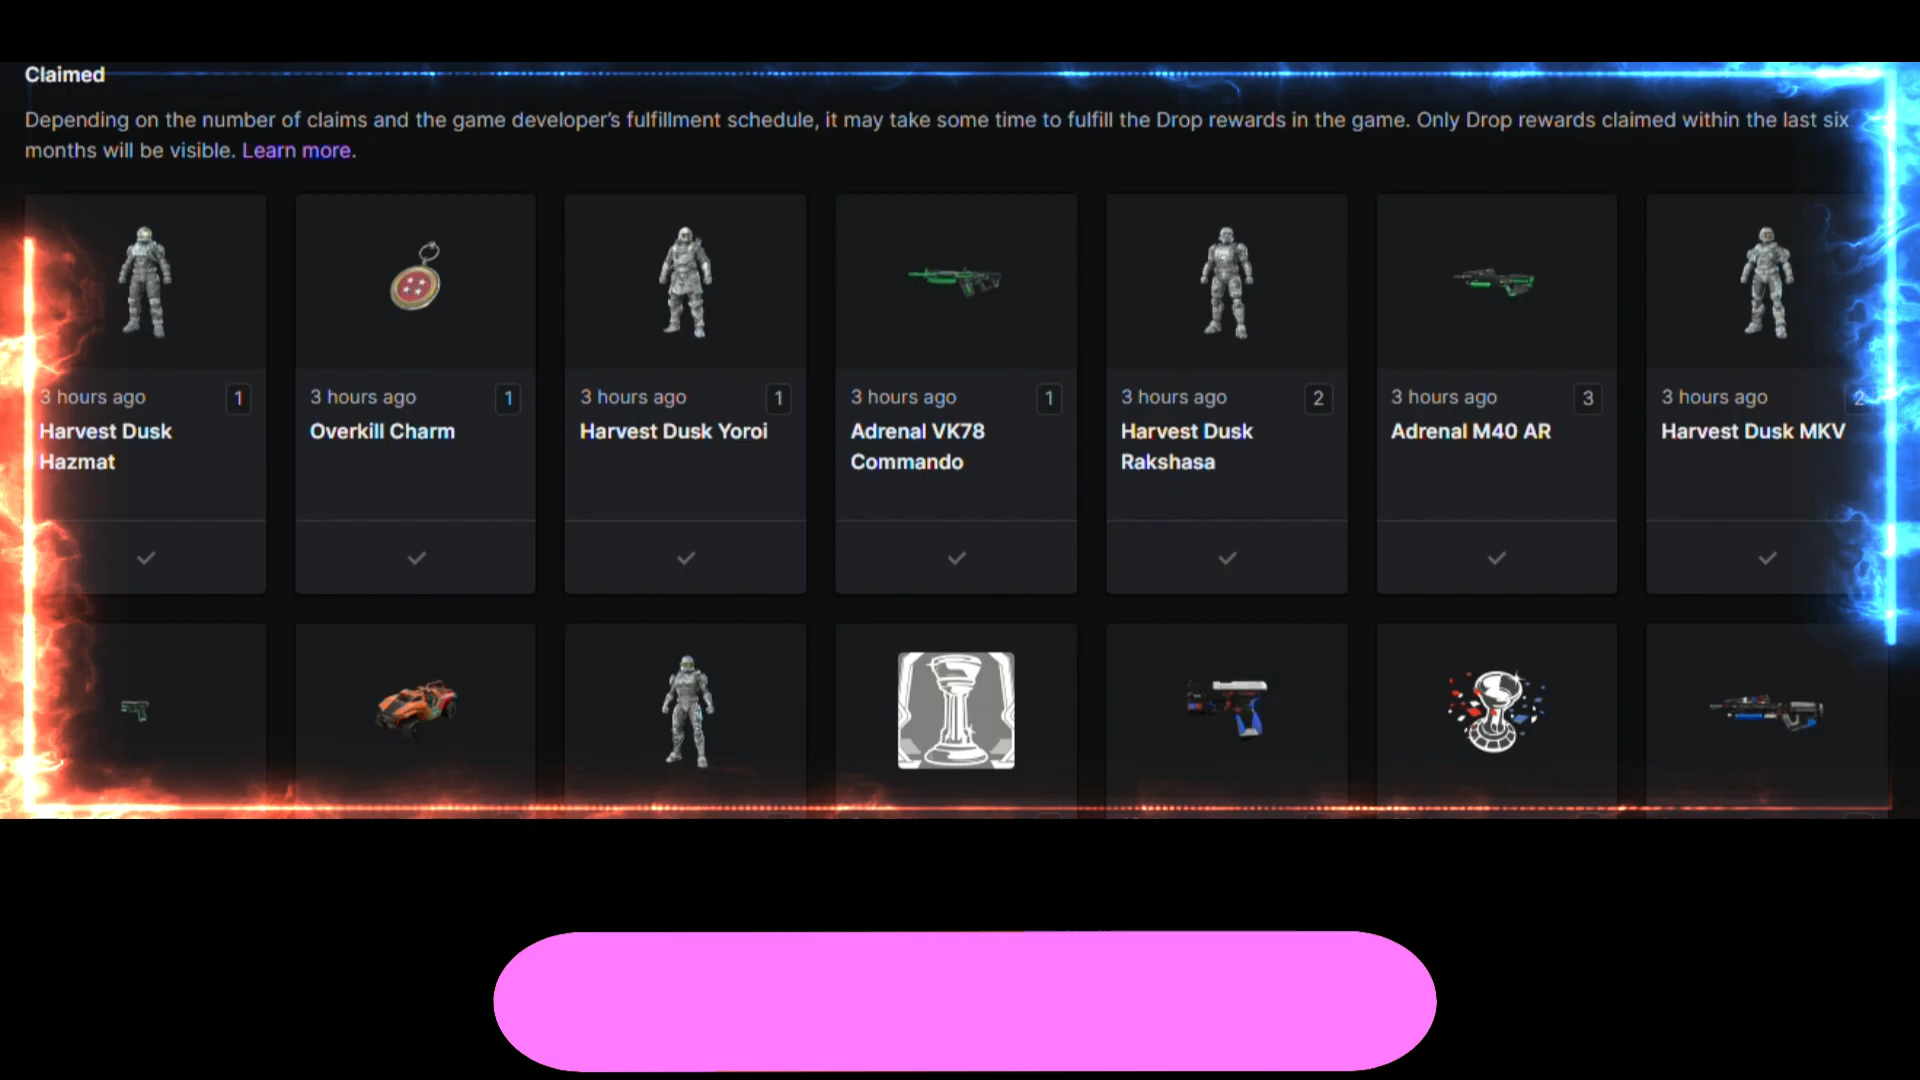 Claimed
Depending on the number of claims and the game developer's fulfillment schedule, it may take some time to fulfill the Drop rewards in the game. Only Drop rewards claimed within the last six
months will be visible. Learn more.
3 hours ago 1
Harvest Dusk
Hazmat
3 hours ago 1
Overkill Charm
3 hours ago 1
Harvest Dusk Yoroi
3 hours ago 1
Adrenal VK78
Commando
3 hours ago 2
Harvest Dusk
Rakshasa
3 hours ago 3
Adrenal M40 AR
3 hours ago 2
Harvest Dusk MKV